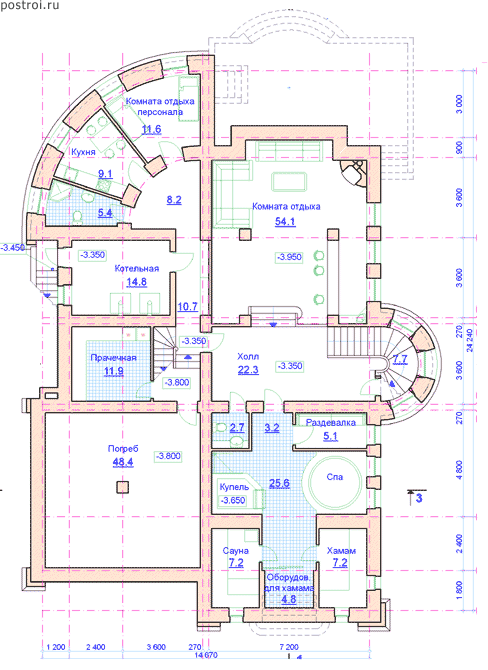 postroi.ru
Комната отдыха
персонала
11.6
Кухня
9.1
5.4
8.2
Комната отдыха
54.1
-3.450
-3.350
-3.950
Котельная
14.8
10.7
-3.350
Прачечная
11.9
-3.800
Холл
22.3
-3.350
7.7
2.7
3.2
Раздевалка
5.1
Погреб
48.4
-3.800
25.6
Спа
Купель
-3.650
Сауна
7.2
Хамам
7.2
Оборудов.
для хамама
4.8
3 000
900
3 600
3 600
270
3 600
270
4 800
2 400
1 800
24 240
3
1 200
2 400
3 600
270
7 200
14 670
1